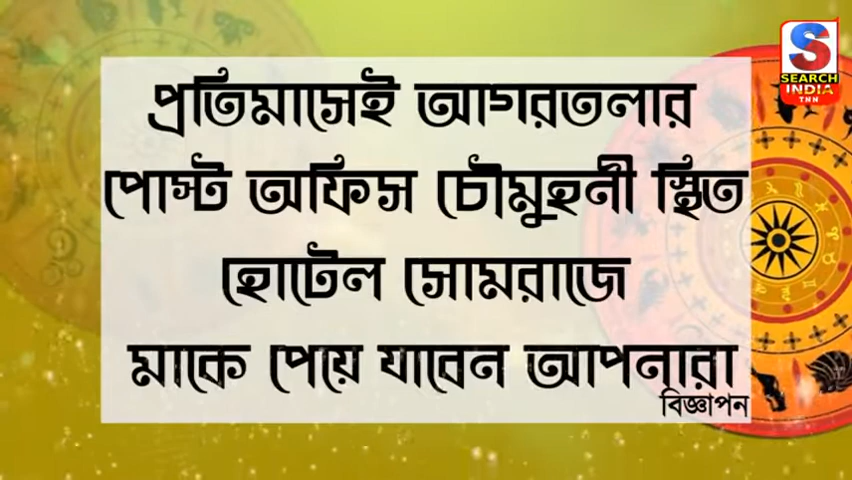 S
SEARCH
INDIA
TNN
প্রতিমাসেই আগরতলার
পোস্ট অফিস চৌমুহনী স্থিত
হোটেল সোমরাজে
মাকে পেয়ে যাবেন আপনারা
বিজ্ঞাপন